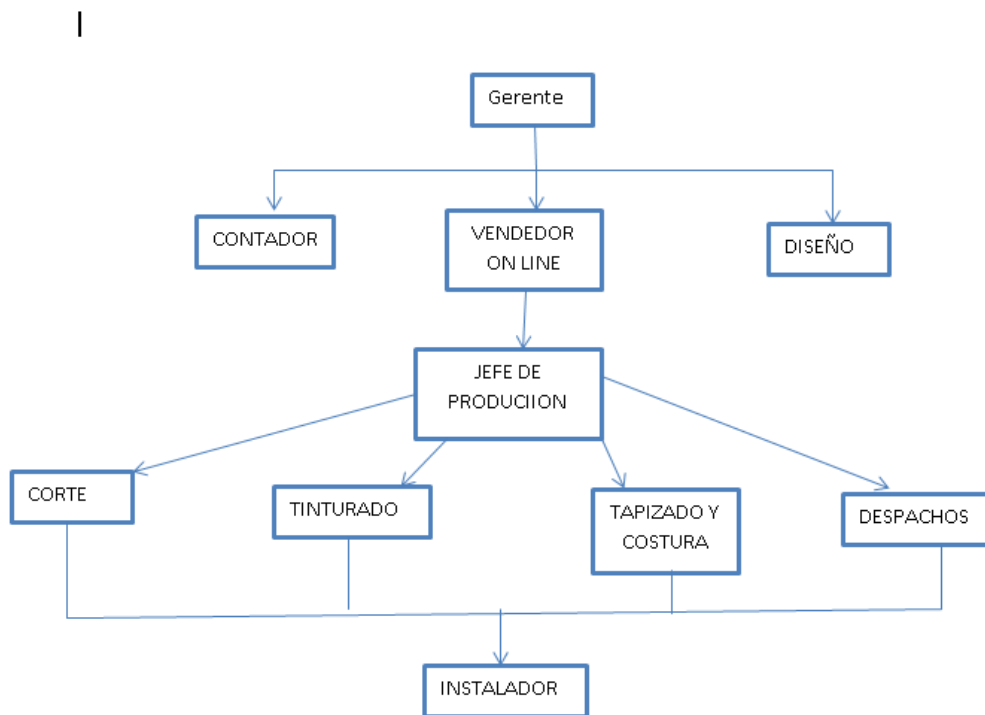 Gerente
CONTADOR
VENDEDOR
ON LINE
DISEÑO
JEFE DE
PRODUCIION
CORTE
TINTURADO
TAPIZADO Y
COSTURA
DESPACHOS
INSTALADOR